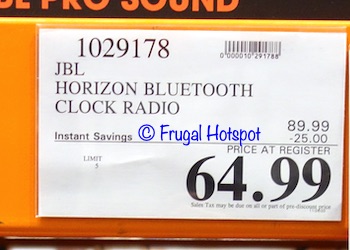 PRO SOUND
1029178
0000010291788
JBL
HORIZON BLUETOOTH
CLOCK RADIO
89.99
Instant Savings
-25.00
© Frugal Hotspot
PRICE AT REGISTER
LIMIT
5
64.99
Sales Tax may be due on all or part of pre-discount price